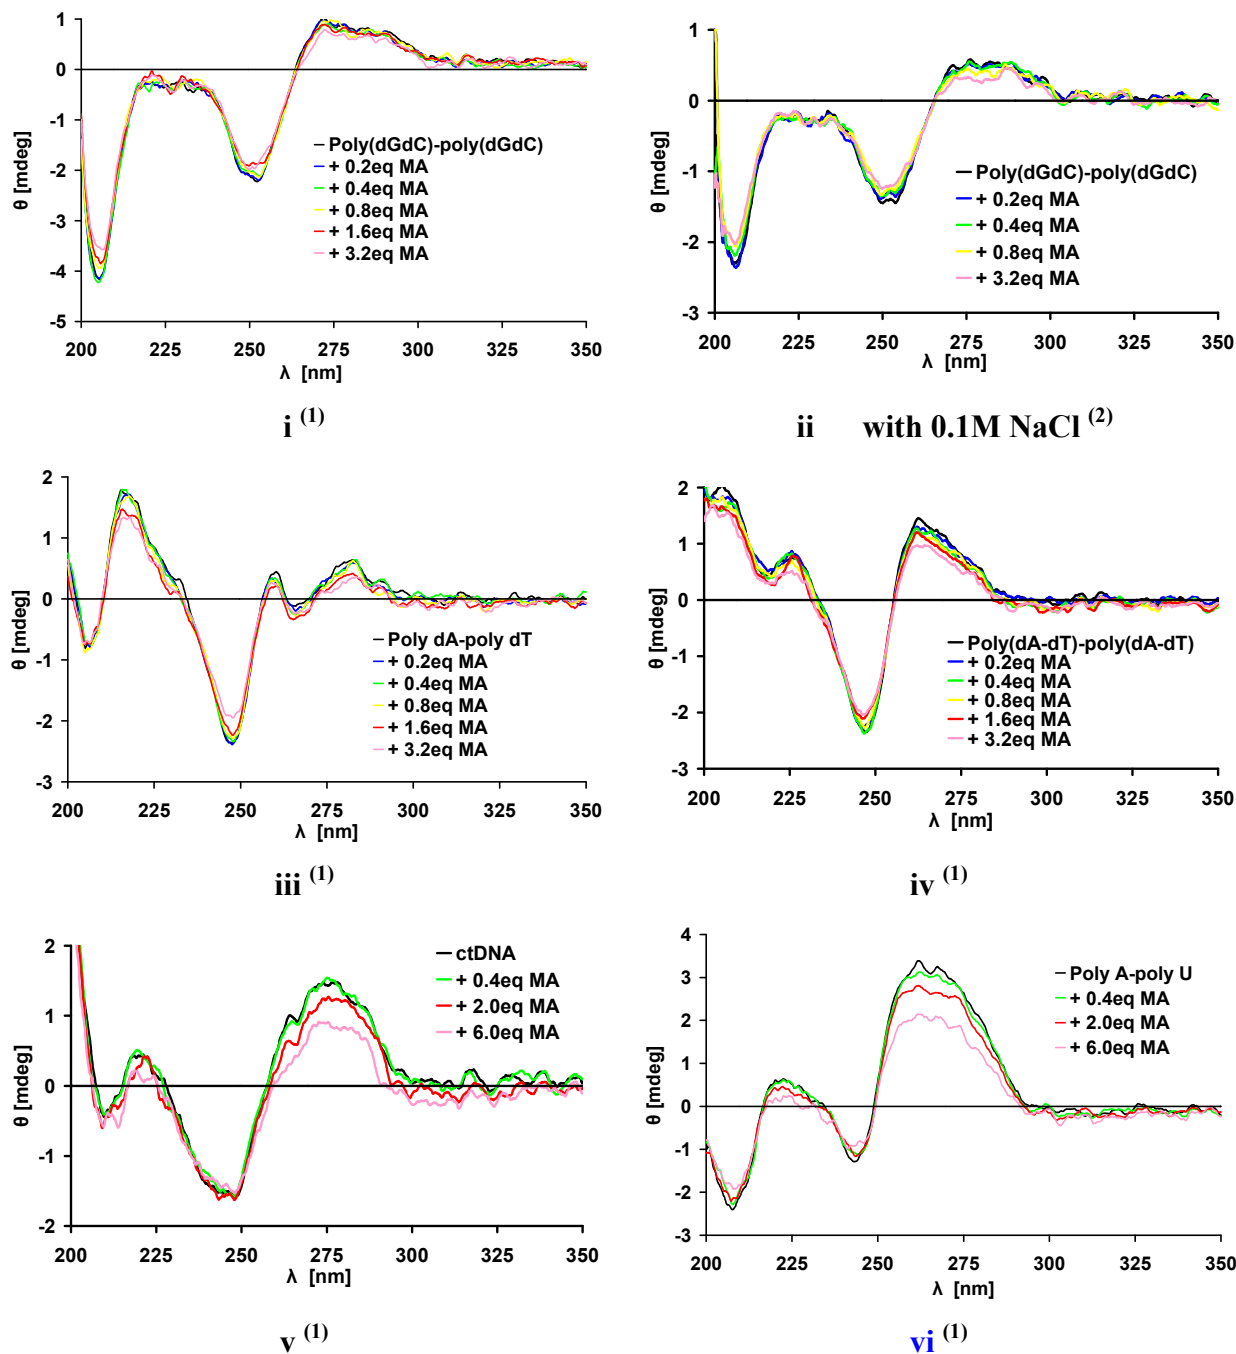 1
0
-1
-2
-3
-4
-5
θ [mdeg]
Poly(dGdC)-poly(dGdC)
+ 0.2eq MA
+ 0.4eq MA
+ 0.8eq MA
+ 1.6eq MA
+ 3.2eq MA
200 225 250 275 300 325 350
λ [nm]
i (1)
1
0
-1
-2
-3
θ [mdeg]
Poly(dGdC)-poly(dGdC)
+ 0.2eq MA
+ 0.4eq MA
+ 0.8eq MA
+ 3.2eq MA
200 225 250 275 300 325 350
λ [nm]
ii with 0.1M NaCl (2)
2
1
0
-1
-2
-3
θ [mdeg]
Poly dA-poly dT
+ 0.2eq MA
+ 0.4eq MA
+ 0.8eq MA
+ 1.6eq MA
+ 3.2eq MA
200 225 250 275 300 325 350
λ [nm]
iii (1)
2
1
0
-1
-2
-3
θ [mdeg]
Poly(dA-dT)-poly(dA-dT)
+ 0.2eq MA
+ 0.4eq MA
+ 0.8eq MA
+ 1.6eq MA
+ 3.2eq MA
200 225 250 275 300 325 350
λ [nm]
iv (1)
2
1
0
-1
-2
θ [mdeg]
ctDNA
+ 0.4eq MA
+ 2.0eq MA
+ 6.0eq MA
200 225 250 275 300 325 350
λ [nm]
v (1)
4
3
2
1
0
-1
-2
-3
θ [mdeg]
Poly A-poly U
+ 0.4eq MA
+ 2.0eq MA
+ 6.0eq MA
200 225 250 275 300 325 350
λ [nm]
vi (1)